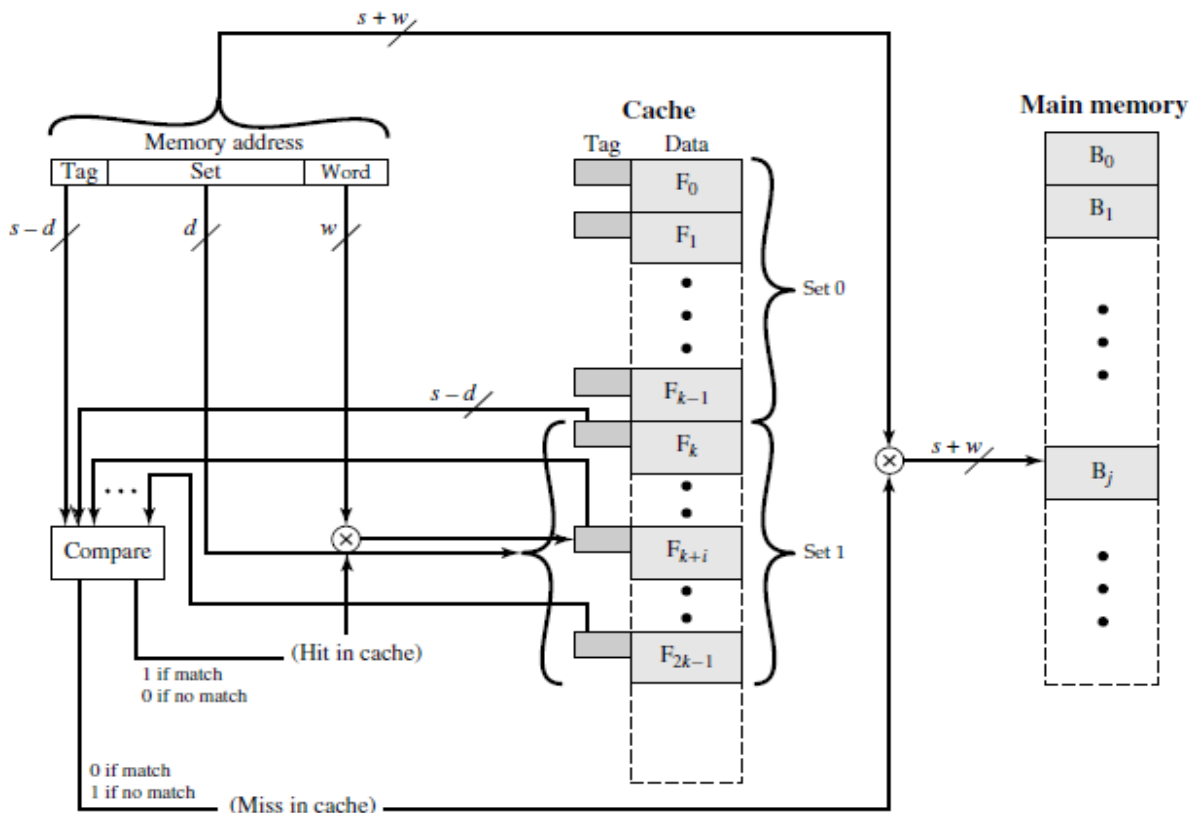 s + w
Cache
Main memory
Memory address
Tag Data
Tag Set Word
B0
F0
B1
s – d d w
F1
Set 0
s – d
Fk–1
Fk
s + w
Bj
• • •
Compare
Fk+i
Set 1
(Hit in cache)
F2k–1
1 if match
0 if no match
0 if match
1 if no match
(Miss in cache)